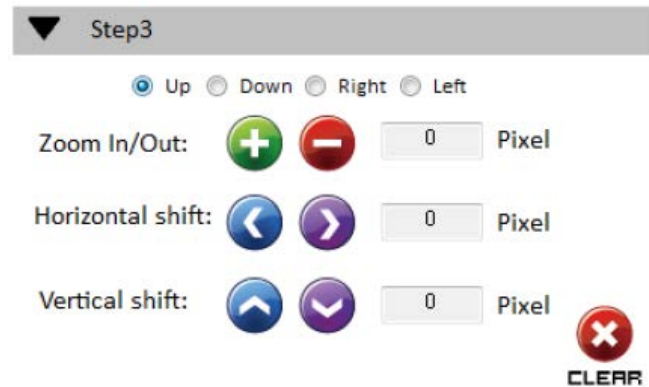 Step3
Up Down Right Left
Zoom In/Out: 0 Pixel
Horizontal shift: 0 Pixel
Vertical shift: 0 Pixel
CLEAR